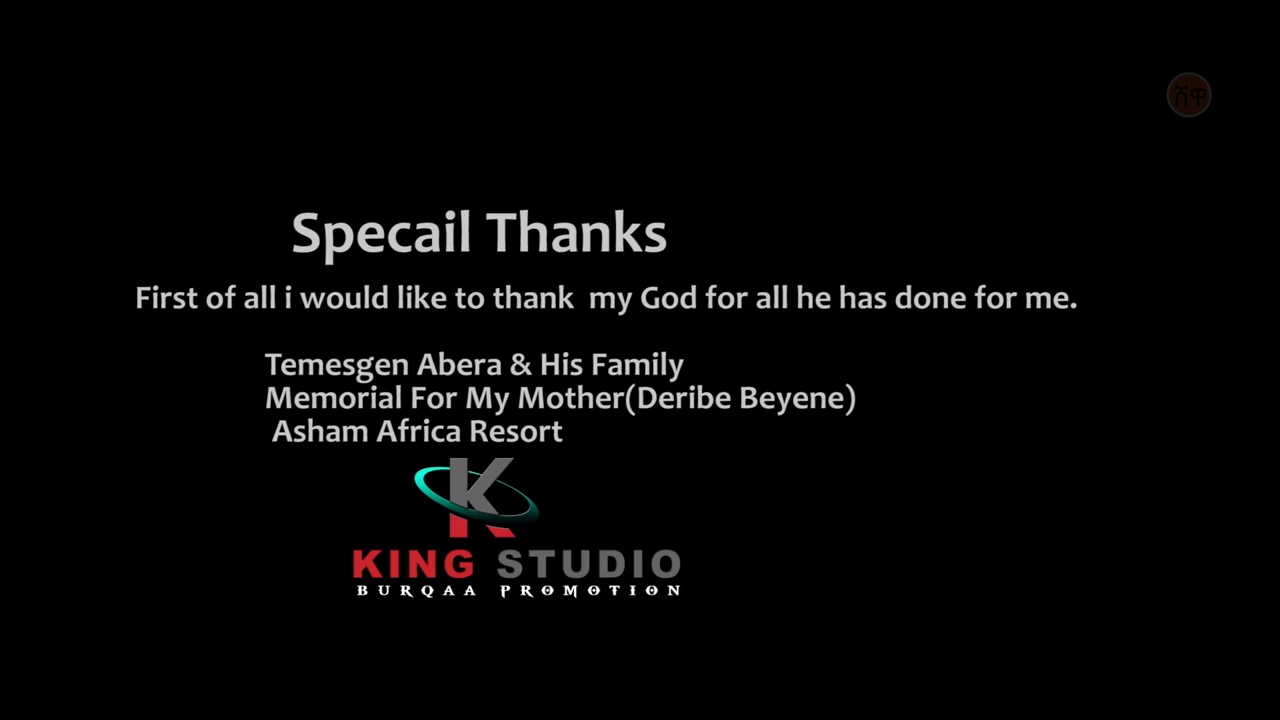 ሸዋ
Specail Thanks
First of all i would like to thank my God for all he has done for me.
Temesgen Abera & His Family
Memorial For My Mother(Deribe Beyene)
Asham Africa Resort
K
KING STUDIO
BURQAA PROMOTION